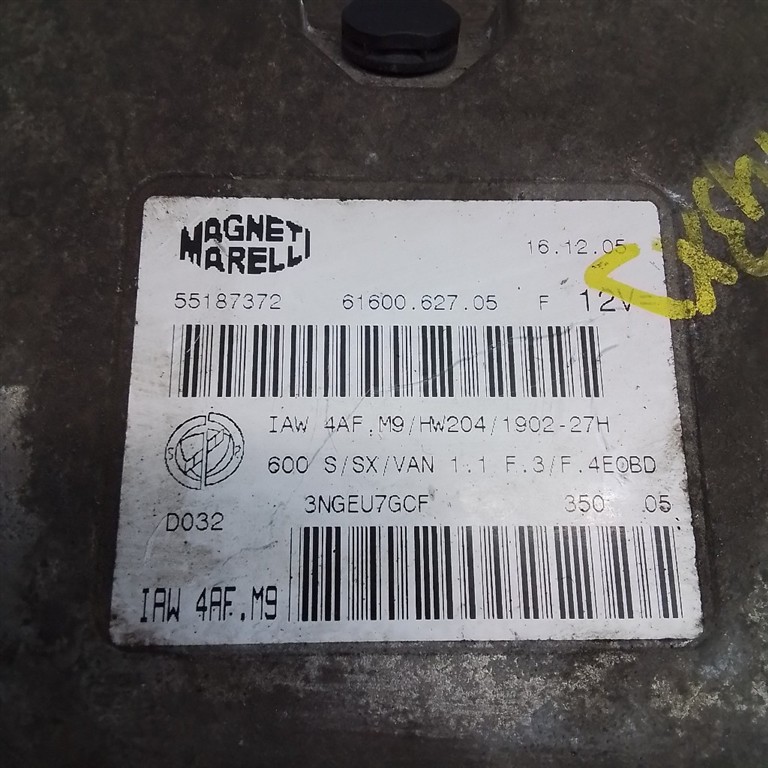 MAGNETI
MARELLI
16.12.05
55187372 61600.627.05 F 12V
IAW 4AF.M9/HW204/1902-27H
600 S/SX/VAN 1.1 F.3/F.4EOBD
3NGEU7GCF 350 05
D032
IAW 4AF.M9